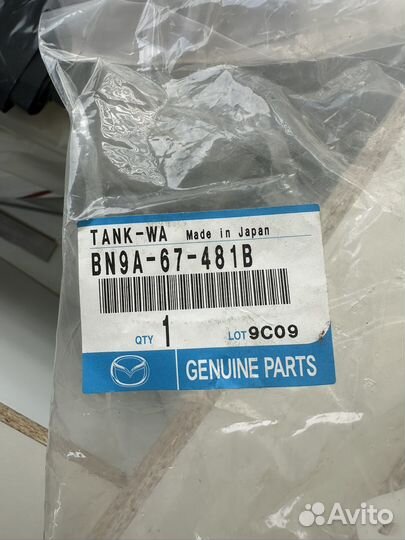 TANK-WA Made in Japan
BN9A-67-481B
QTY 1 LOT 9C09
GENUINE PARTS
Avito